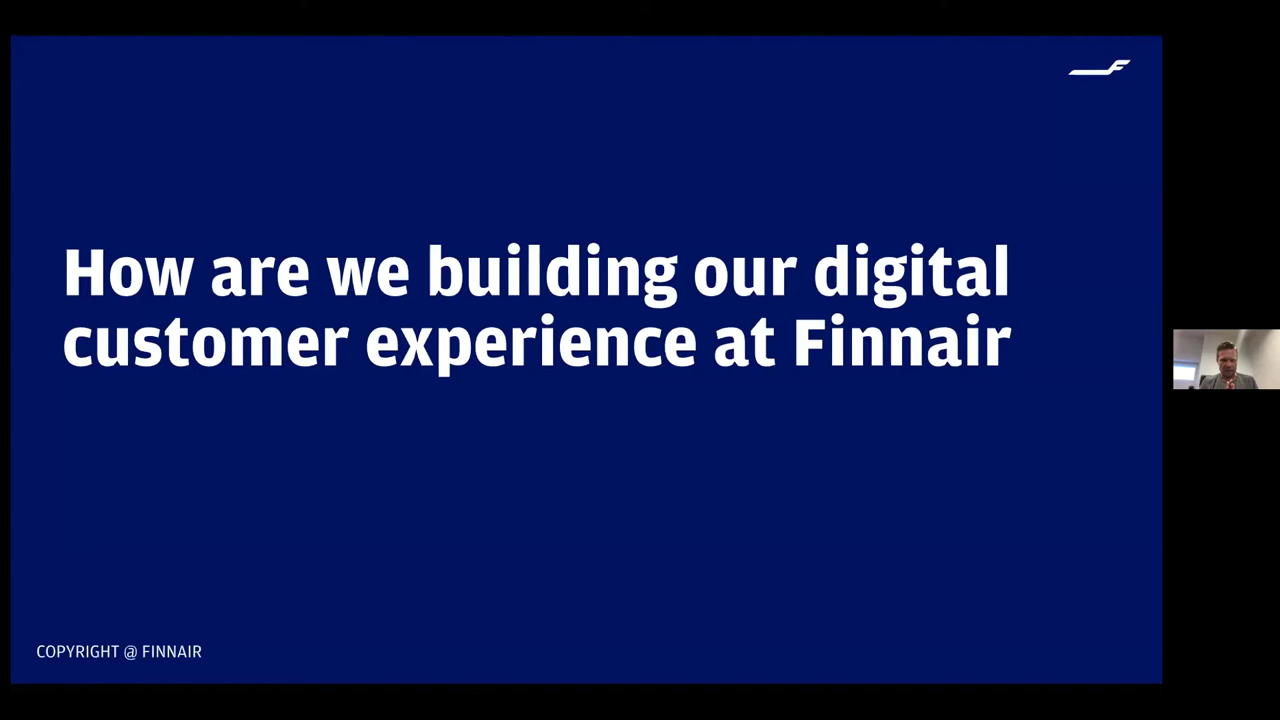 How are we building our digital
customer experience at Finnair
COPYRIGHT @ FINNAIR